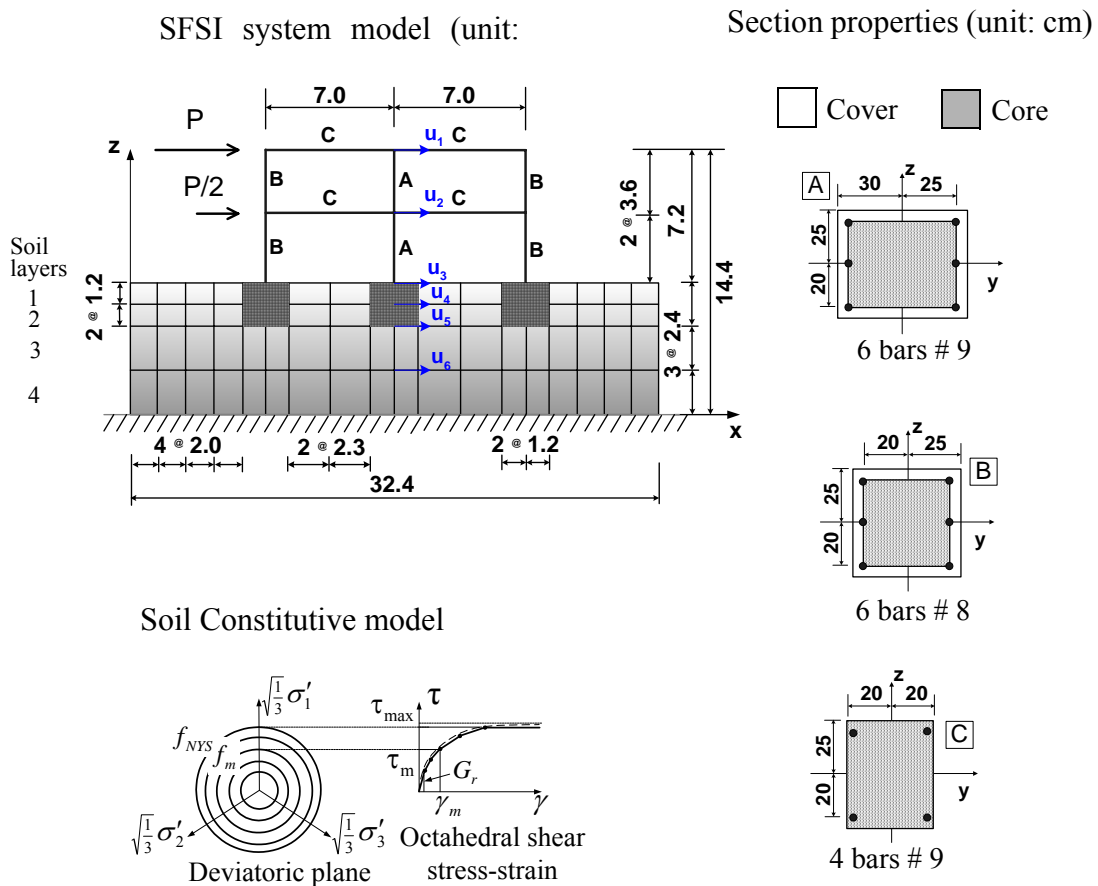 SFSI system model (unit:
Section properties (unit: cm)
Cover
Core
7.0
7.0
P
P/2
z
C
C
u1
B
A
B
C
C
u2
B
A
B
u3
u4
u5
u6
2 @ 3.6
7.2
14.4
3 @ 2.4
Soil
layers
1
2
3
4
2 @ 1.2
x
4 @ 2.0
2 @ 2.3
2 @ 1.2
32.4
A
30
25
z
25
20
y
6 bars # 9
B
20
25
z
25
20
y
6 bars # 8
C
20
20
z
25
20
y
4 bars # 9
Soil Constitutive model
√1/3 σ′1
√1/3 σ′2
√1/3 σ′3
fNYS
fm
Deviatoric plane
τmax
τ
τm
Gr
γm
γ
Octahedral shear
stress-strain